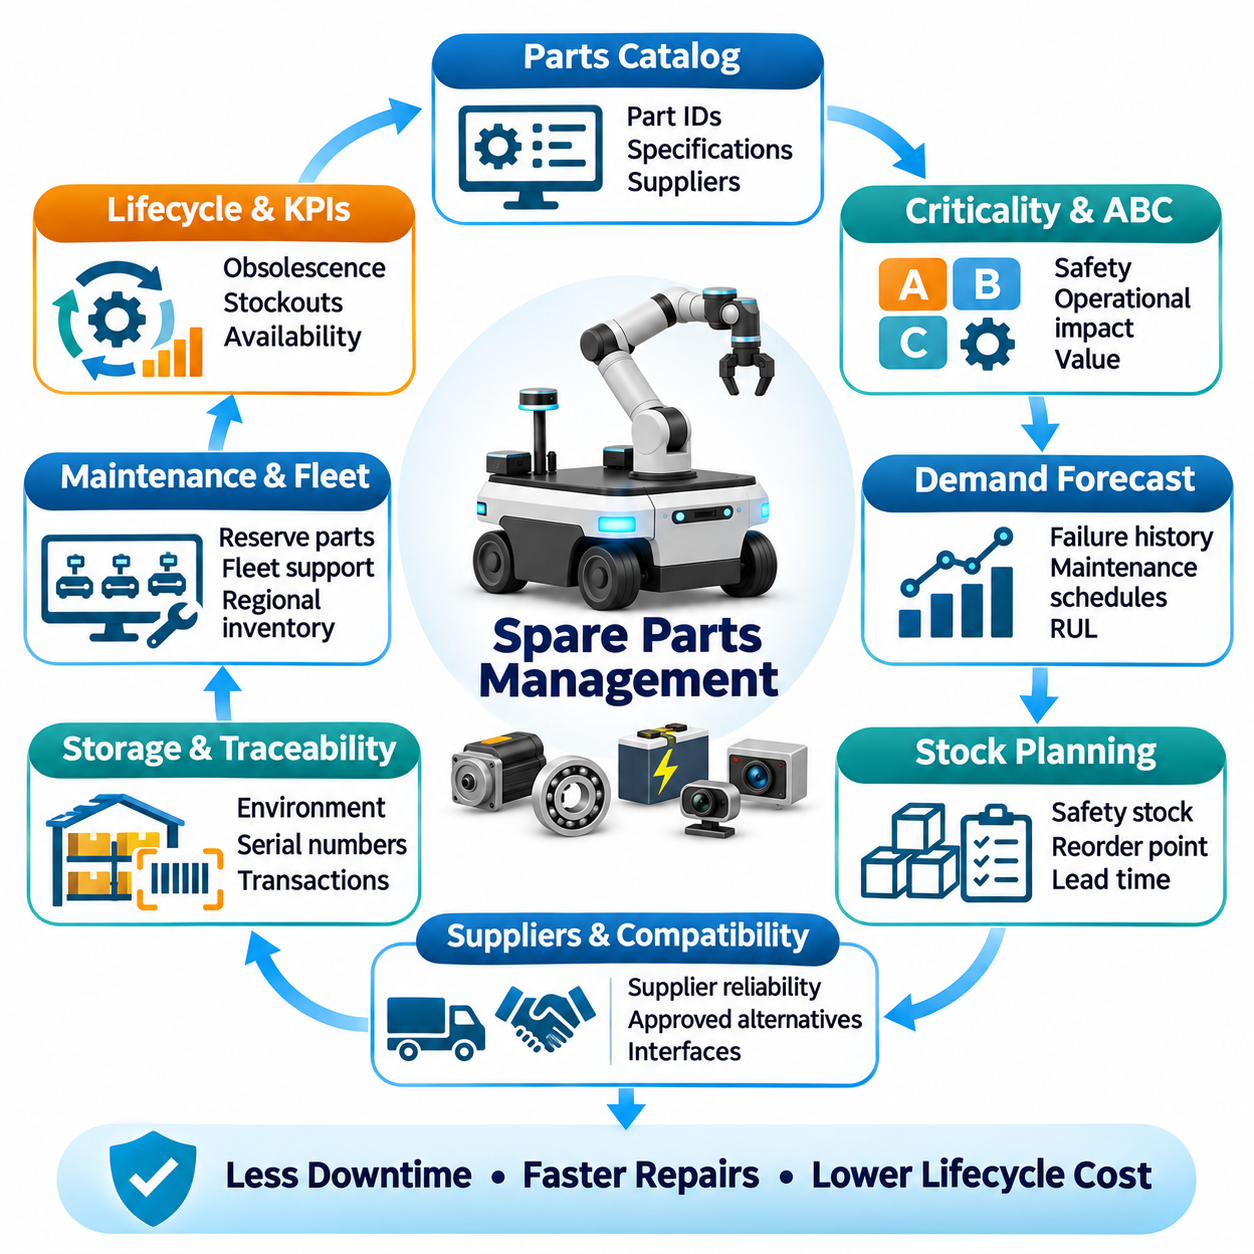 Parts Catalog
Part IDs
Specifications
Suppliers
Criticality & ABC
A
B
C
Safety
Operational
impact
Value
Demand Forecast
Failure history
Maintenance
schedules
RUL
Stock Planning
Safety stock
Reorder point
Lead time
Suppliers & Compatibility
Supplier reliability
Approved alternatives
Interfaces
Storage & Traceability
Environment
Serial numbers
Transactions
Maintenance & Fleet
Reserve parts
Fleet support
Regional
inventory
Lifecycle & KPIs
Obsolescence
Stockouts
Availability
Spare Parts
Management
Less Downtime • Faster Repairs • Lower Lifecycle Cost